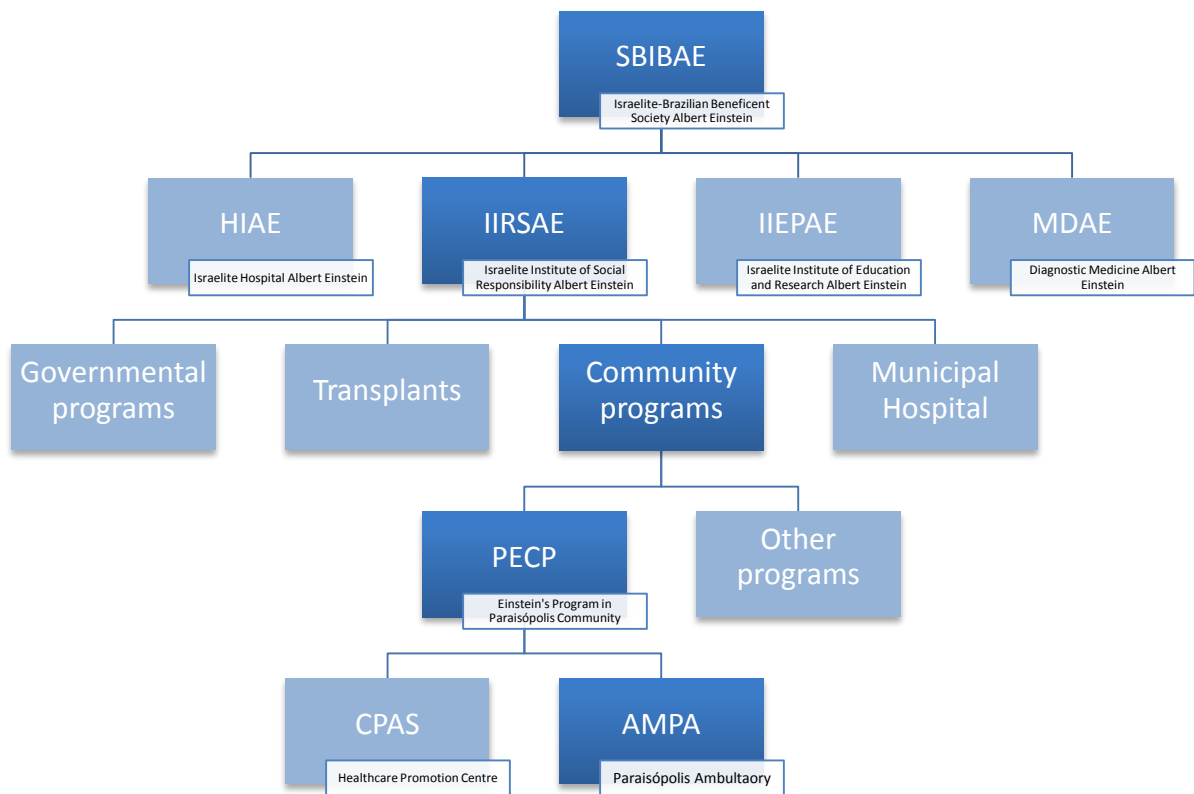 SBIBAE
Israelite-Brazilian Beneficent
Society Albert Einstein
HIAE
Israelite Hospital Albert Einstein
IIRSAE
Israelite Institute of Social
Responsibility Albert Einstein
IIEPAE
Israelite Institute of Education
and Research Albert Einstein
MDAE
Diagnostic Medicine Albert
Einstein
Governmental
programs
Transplants
Community
programs
Municipal
Hospital
PECP
Einstein's Program in
Paraisópolis Community
Other
programs
CPAS
Healthcare Promotion Centre
AMPA
Paraisópolis Ambultaory